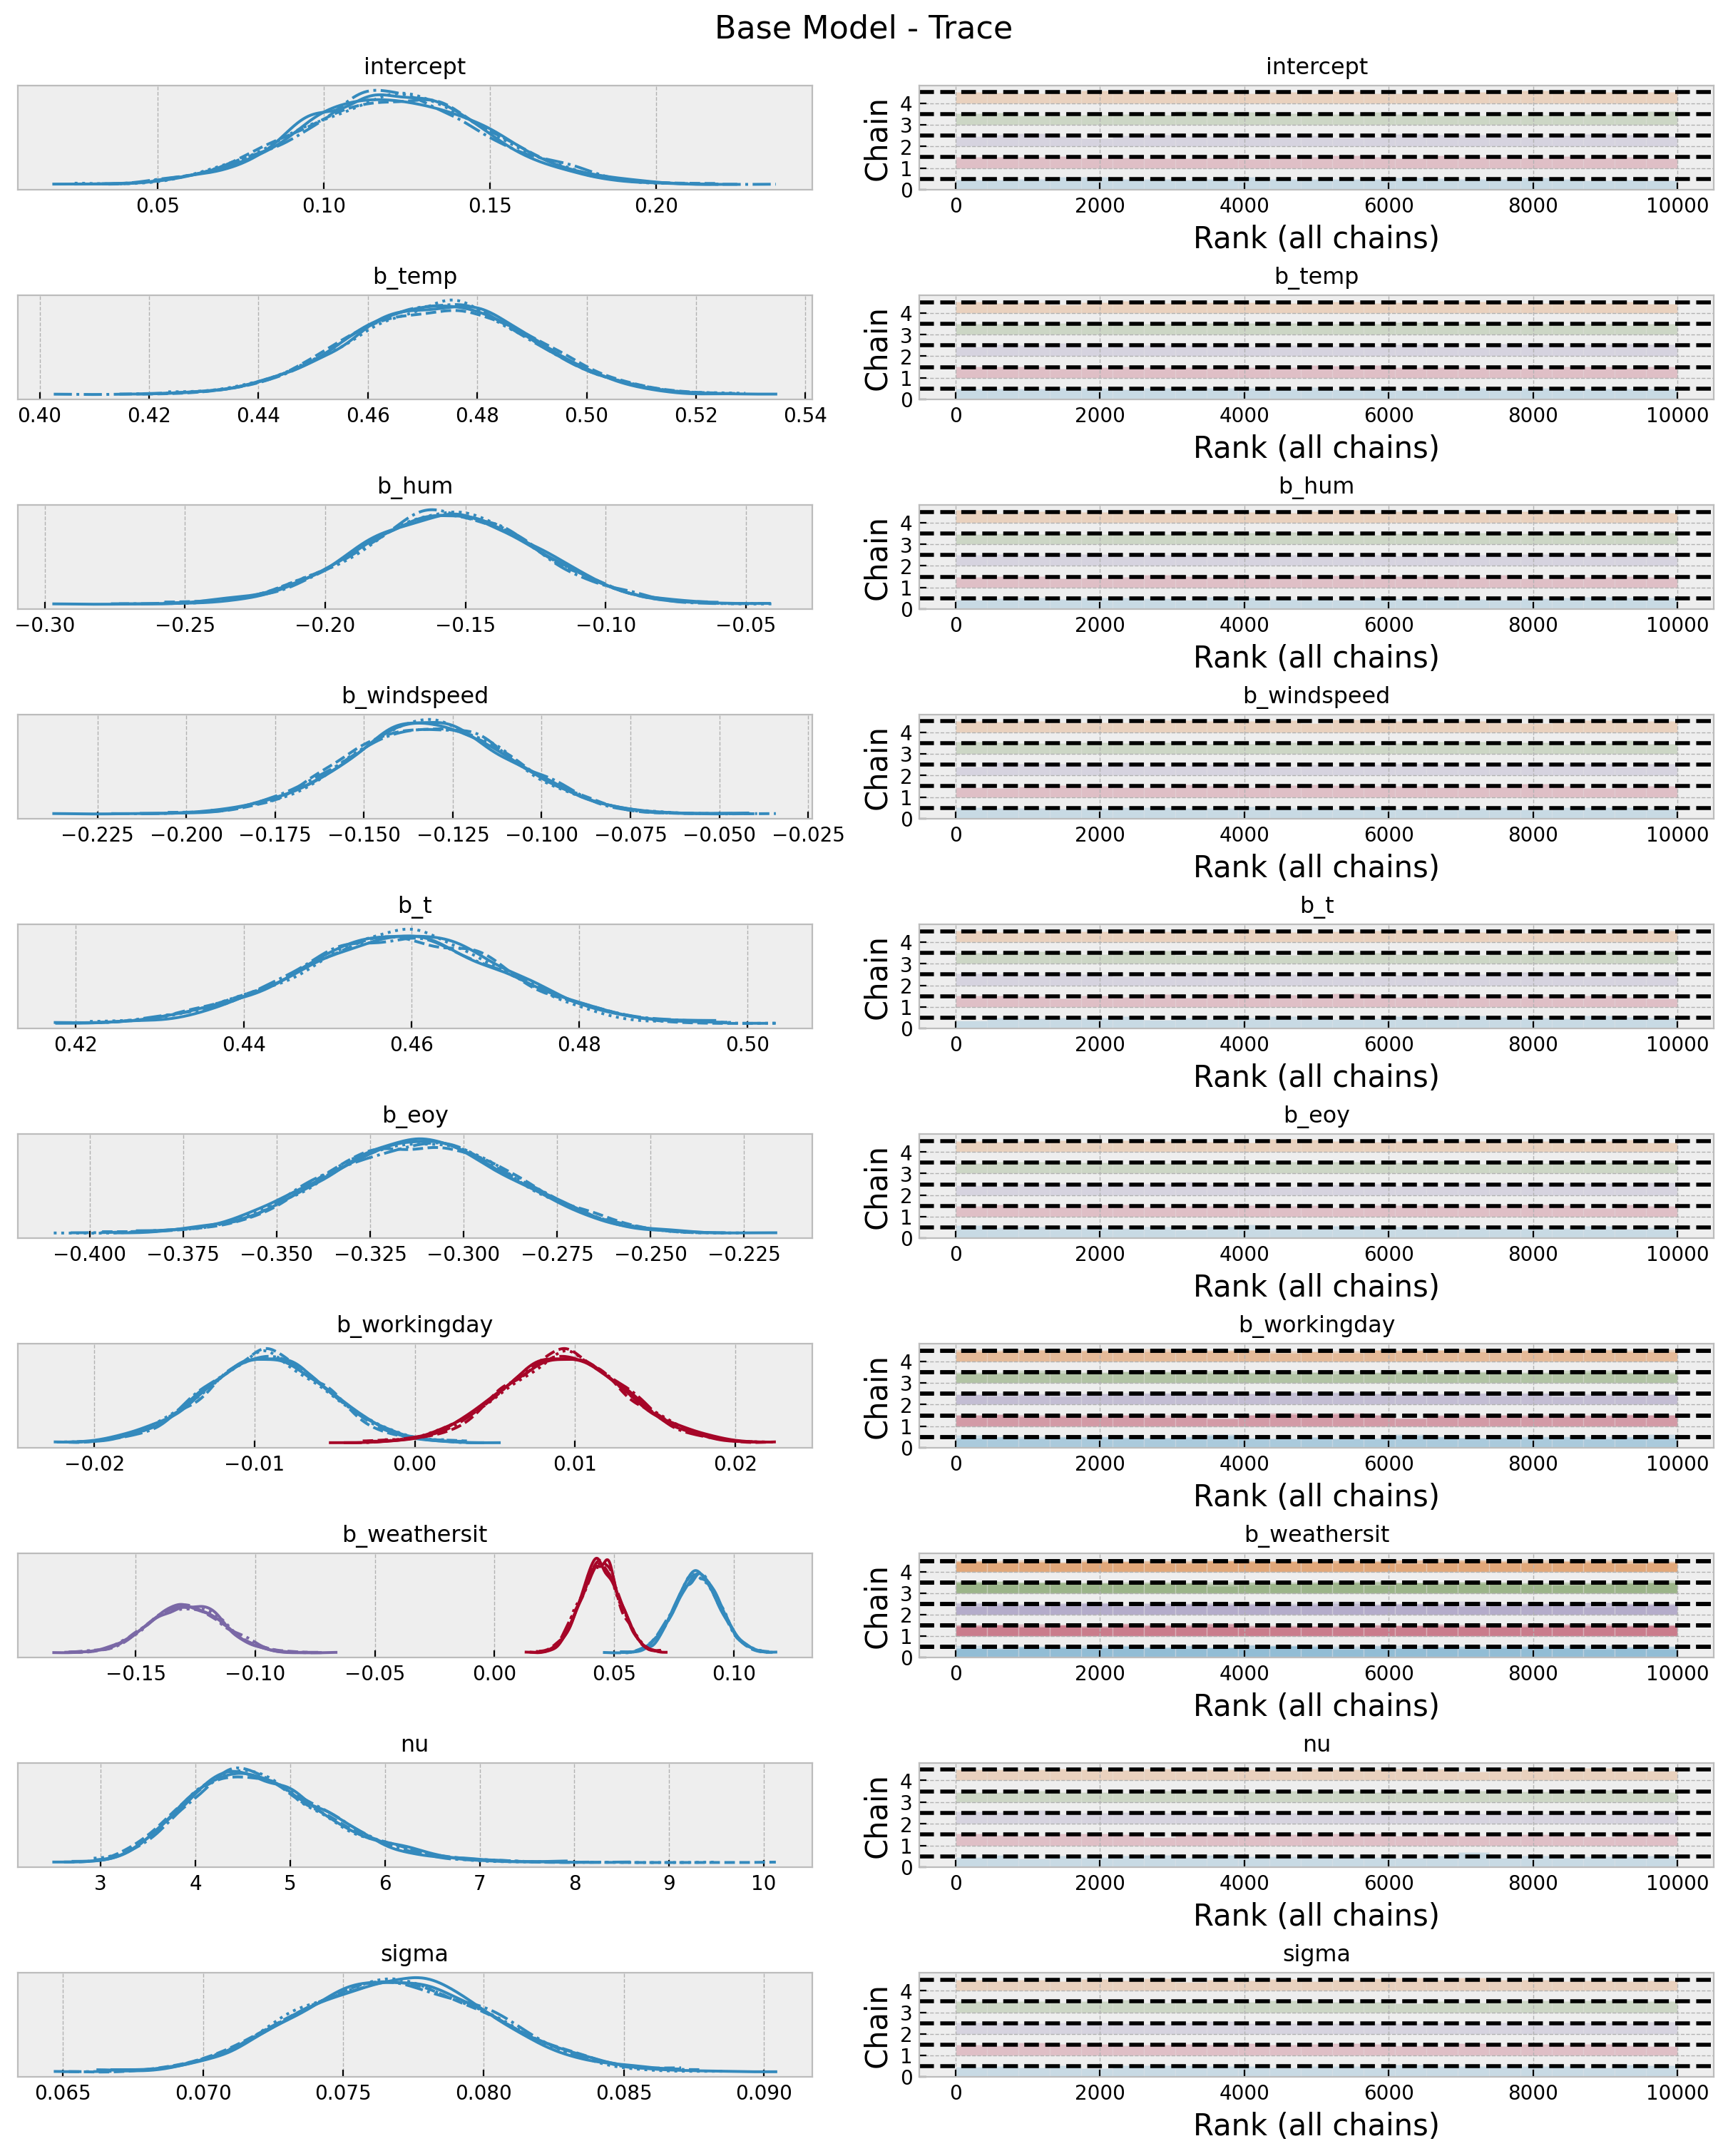 Base Model - Trace
intercept
intercept
0.05 0.10 0.15 0.20
Chain
4
3
2
1
0
0 2000 4000 6000 8000 10000
Rank (all chains)
b_temp
b_temp
0.40 0.42 0.44 0.46 0.48 0.50 0.52 0.54
Chain
4
3
2
1
0
0 2000 4000 6000 8000 10000
Rank (all chains)
b_hum
b_hum
−0.30 −0.25 −0.20 −0.15 −0.10 −0.05
Chain
4
3
2
1
0
0 2000 4000 6000 8000 10000
Rank (all chains)
b_windspeed
b_windspeed
−0.225 −0.200 −0.175 −0.150 −0.125 −0.100 −0.075 −0.050 −0.025
Chain
4
3
2
1
0
0 2000 4000 6000 8000 10000
Rank (all chains)
b_t
b_t
0.42 0.44 0.46 0.48 0.50
Chain
4
3
2
1
0
0 2000 4000 6000 8000 10000
Rank (all chains)
b_eoy
b_eoy
−0.400 −0.375 −0.350 −0.325 −0.300 −0.275 −0.250 −0.225
Chain
4
3
2
1
0
0 2000 4000 6000 8000 10000
Rank (all chains)
b_workingday
b_workingday
−0.02 −0.01 0.00 0.01 0.02
Chain
4
3
2
1
0
0 2000 4000 6000 8000 10000
Rank (all chains)
b_weathersit
b_weathersit
−0.15 −0.10 −0.05 0.00 0.05 0.10
Chain
4
3
2
1
0
0 2000 4000 6000 8000 10000
Rank (all chains)
nu
nu
3 4 5 6 7 8 9 10
Chain
4
3
2
1
0
0 2000 4000 6000 8000 10000
Rank (all chains)
sigma
sigma
0.065 0.070 0.075 0.080 0.085 0.090
Chain
4
3
2
1
0
0 2000 4000 6000 8000 10000
Rank (all chains)